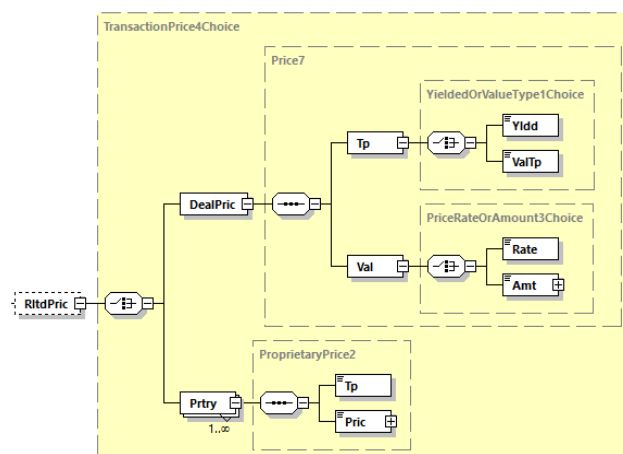 TransactionPrice4Choice
Price7
YieldedOrValueType1Choice
Yldd
Tp
ValTp
DealPric
PriceRateOrAmount3Choice
Rate
Val
Amt
RltdPric
ProprietaryPrice2
Tp
Prtry
Pric
1..∞